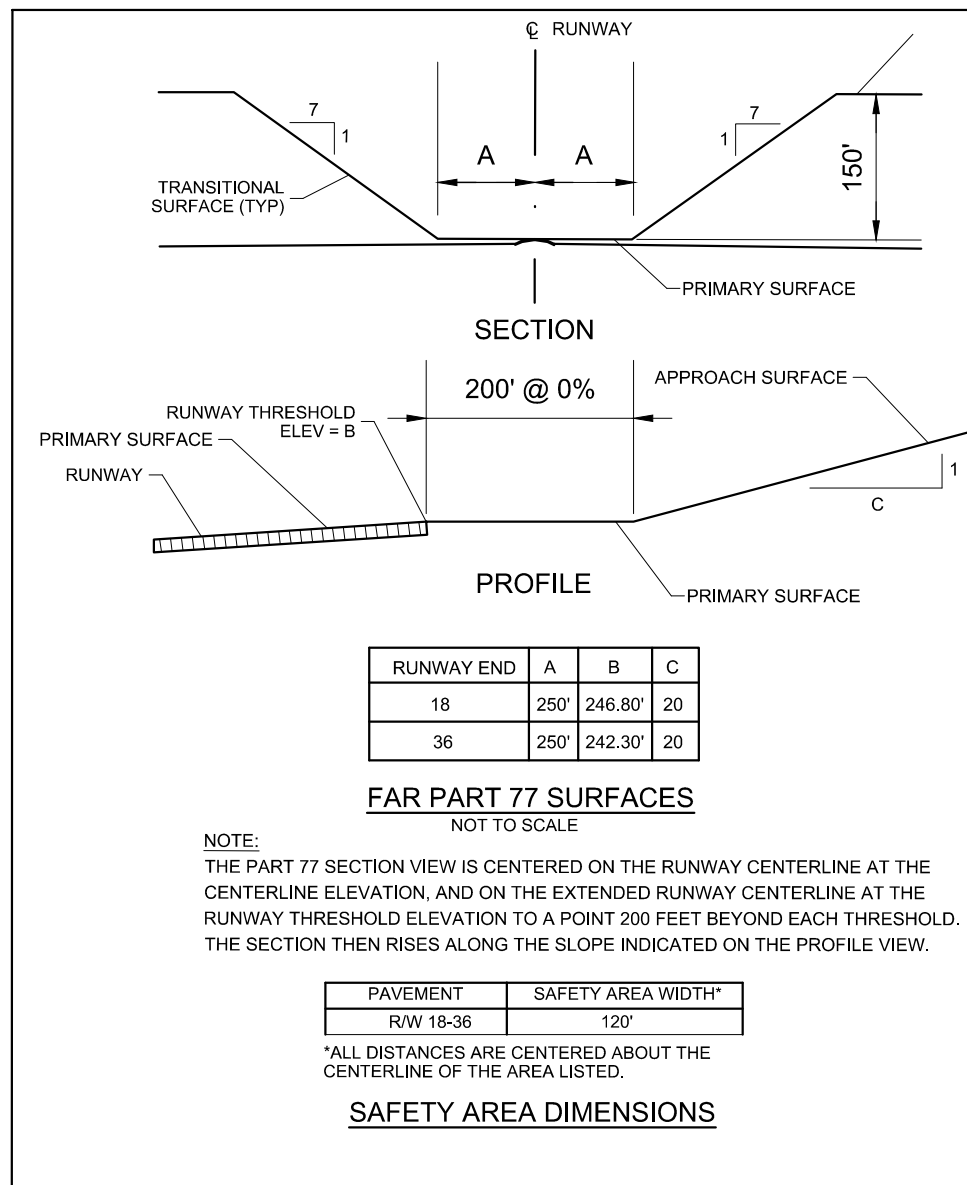 ℄ RUNWAY
7
1
7
1
A
A
150'
TRANSITIONAL
SURFACE (TYP)
PRIMARY SURFACE
SECTION
200' @ 0%
APPROACH SURFACE
RUNWAY THRESHOLD
ELEV = B
PRIMARY SURFACE
RUNWAY
1
C
PROFILE
PRIMARY SURFACE
RUNWAY END A B C
18 250' 246.80' 20
36 250' 242.30' 20
FAR PART 77 SURFACES
NOT TO SCALE
NOTE:
THE PART 77 SECTION VIEW IS CENTERED ON THE RUNWAY CENTERLINE AT THE
CENTERLINE ELEVATION, AND ON THE EXTENDED RUNWAY CENTERLINE AT THE
RUNWAY THRESHOLD ELEVATION TO A POINT 200 FEET BEYOND EACH THRESHOLD.
THE SECTION THEN RISES ALONG THE SLOPE INDICATED ON THE PROFILE VIEW.
PAVEMENT SAFETY AREA WIDTH*
R/W 18-36 120'
*ALL DISTANCES ARE CENTERED ABOUT THE
CENTERLINE OF THE AREA LISTED.
SAFETY AREA DIMENSIONS